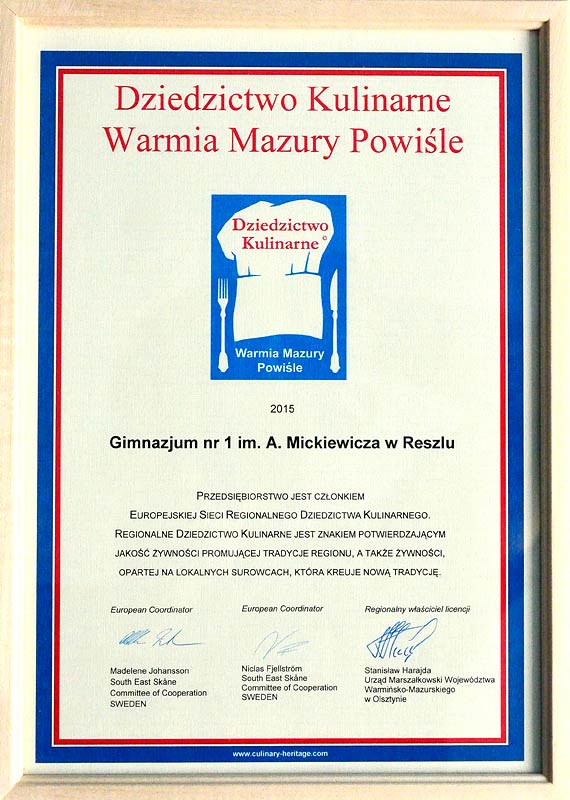 Dziedzictwo Kulinarne
Warmia Mazury Powiśle
Dziedzictwo
Kulinarne ©
Warmia Mazury
Powiśle
2015
Gimnazjum nr 1 im. A. Mickiewicza w Reszlu
PRZEDSIĘBIORSTWO JEST CZŁONKIEM
EUROPEJSKIEJ SIECI REGIONALNEGO DZIEDZICTWA KULINARNEGO.
REGIONALNE DZIEDZICTWO KULINARNE JEST ZNAKIEM POTWIERDZAJĄCYM
JAKOŚĆ ŻYWNOŚCI PROMUJĄCEJ TRADYCJE REGIONU, A TAKŻE ŻYWNOŚCI,
OPARTEJ NA LOKALNYCH SUROWCACH, KTÓRA KREUJE NOWĄ TRADYCJĘ.
European Coordinator
Madelene Johansson
South East Skåne
Committee of Cooperation
SWEDEN
European Coordinator
Niclas Fjellström
South East Skåne
Committee of Cooperation
SWEDEN
Regionalny właściciel licencji
Stanisław Harajda
Urząd Marszałkowski Województwa
Warmińsko-Mazurskiego
w Olsztynie
www.culinary-heritage.com